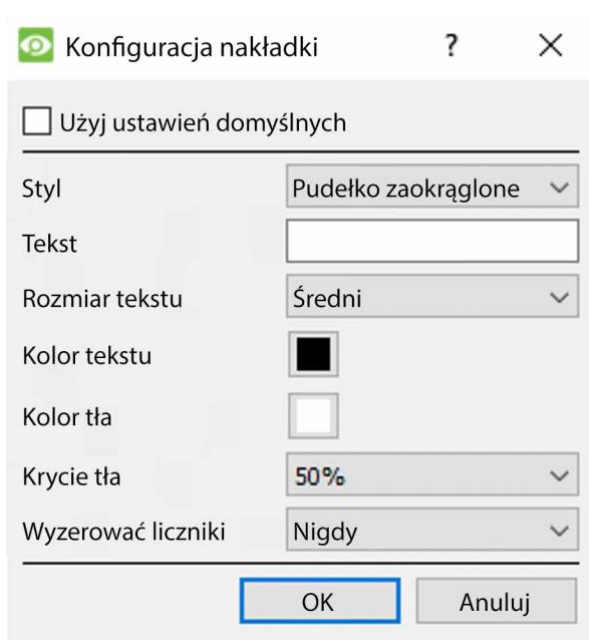 Konfiguracja nakładki ?
Użyj ustawień domyślnych
Styl Pudełko zaokrąglone
Tekst
Rozmiar tekstu Średni
Kolor tekstu
Kolor tła
Krycie tła 50%
Wyzerować liczniki Nigdy
OK Anuluj